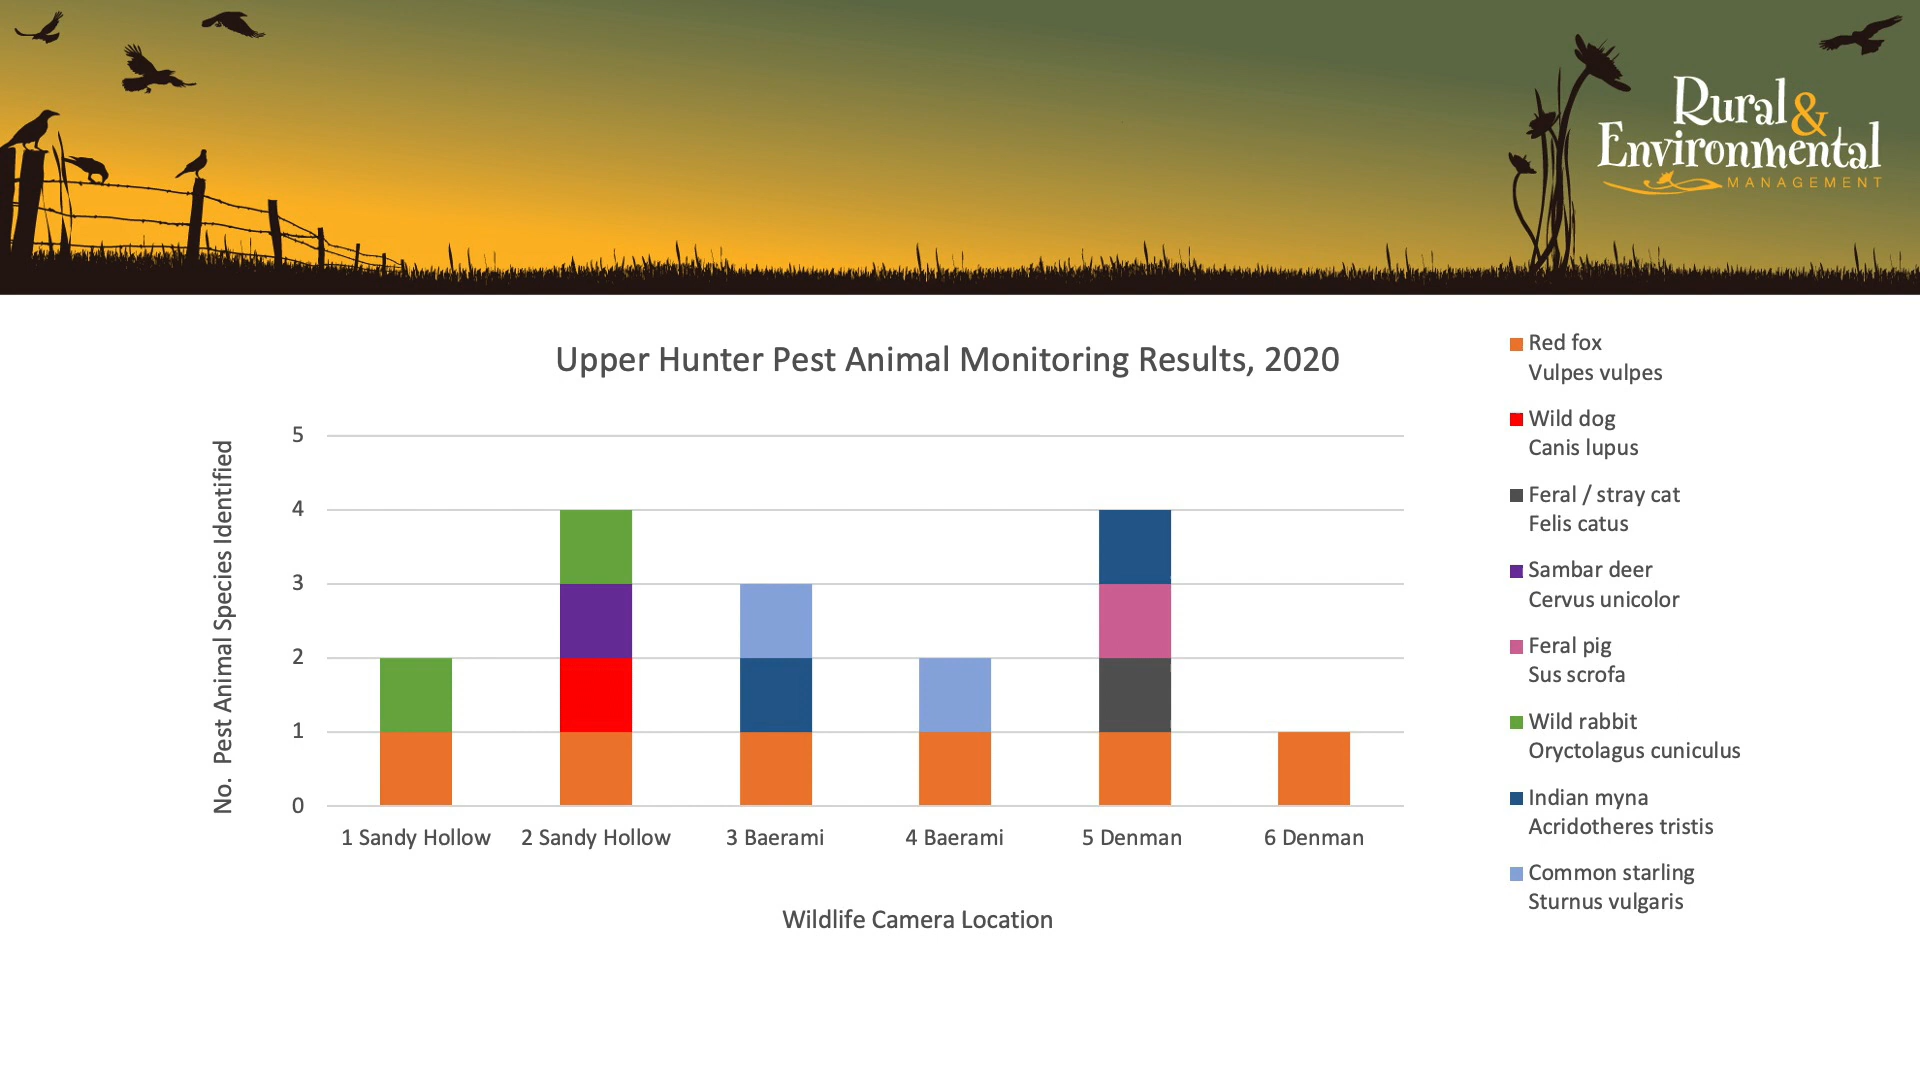 Rural &
Environmental
MANAGEMENT
Upper Hunter Pest Animal Monitoring Results, 2020
No. Pest Animal Species Identified
5
4
3
2
1
0
1 Sandy Hollow
2 Sandy Hollow
3 Baerami
4 Baerami
5 Denman
6 Denman
Wildlife Camera Location
Red fox
Vulpes vulpes
Wild dog
Canis lupus
Feral / stray cat
Felis catus
Sambar deer
Cervus unicolor
Feral pig
Sus scrofa
Wild rabbit
Oryctolagus cuniculus
Indian myna
Acridotheres tristis
Common starling
Sturnus vulgaris